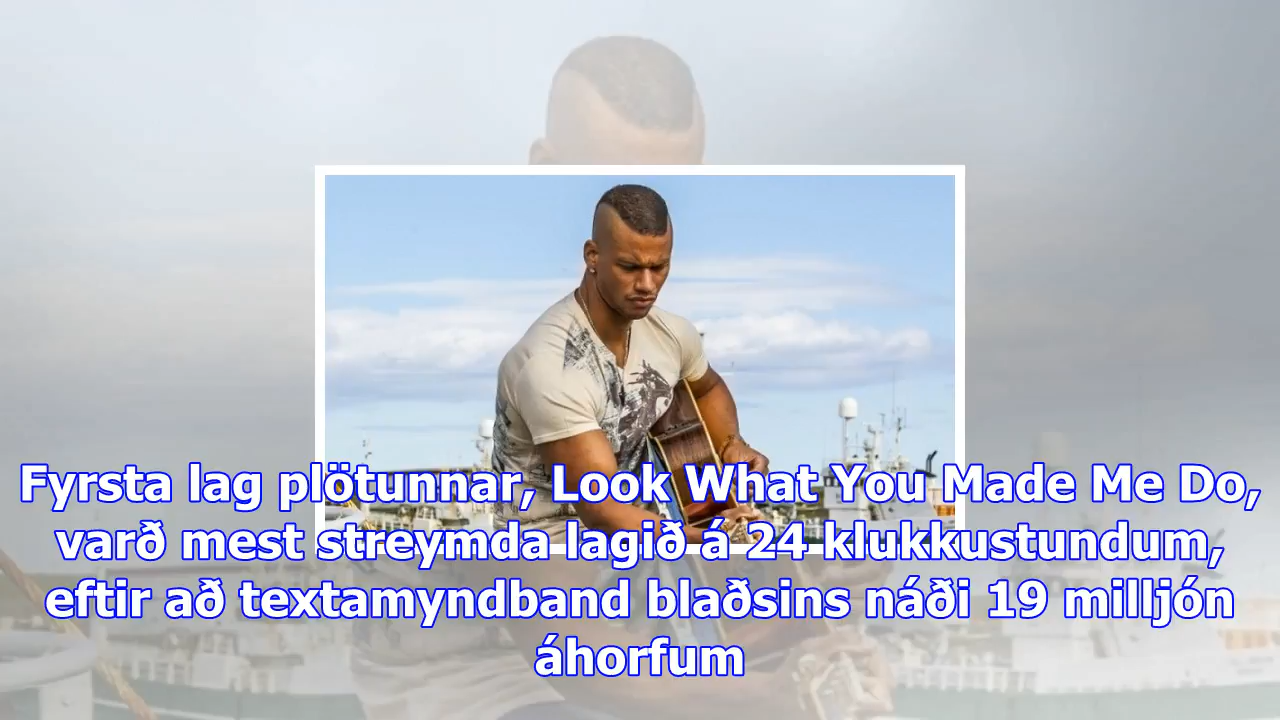 Fyrsta lag plötunnar, Look What You Made Me Do,
varð mest streymda lagið á 24 klukkustundum,
eftir að textamyndband blaðsins náði 19 milljón
áhorfum